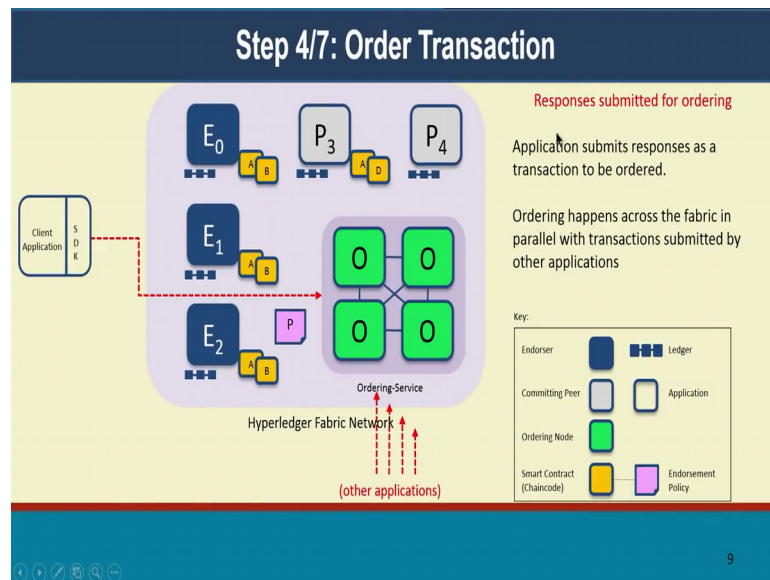 Step 4/7: Order Transaction
Responses submitted for ordering
Application submits responses as a
transaction to be ordered.
Ordering happens across the fabric in
parallel with transactions submitted by
other applications
Client
Application
S
D
K
E0
A
B
P3
A
D
P4
E1
A
B
E2
A
B
P
O
O
O
O
Ordering-Service
Hyperledger Fabric Network
(other applications)
Key:
Endorser
Ledger
Committing Peer
Application
Ordering Node
Smart Contract
(Chaincode)
Endorsement
Policy
9